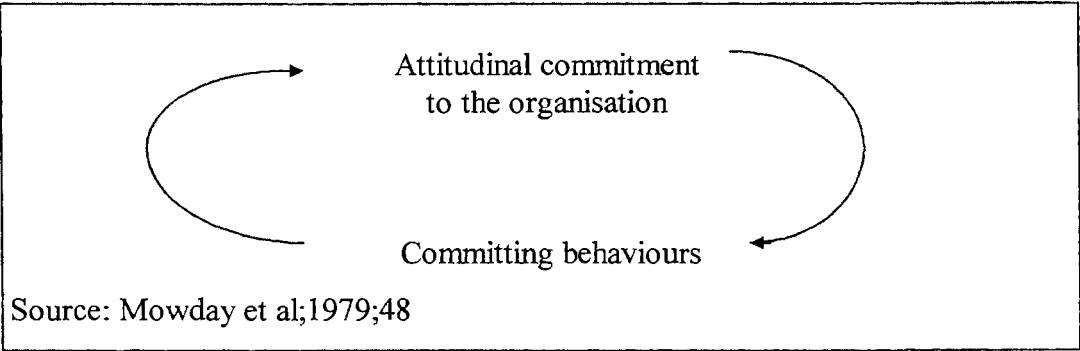 Attitudinal commitment
to the organisation
Committing behaviours
Source: Mowday et al;1979;48